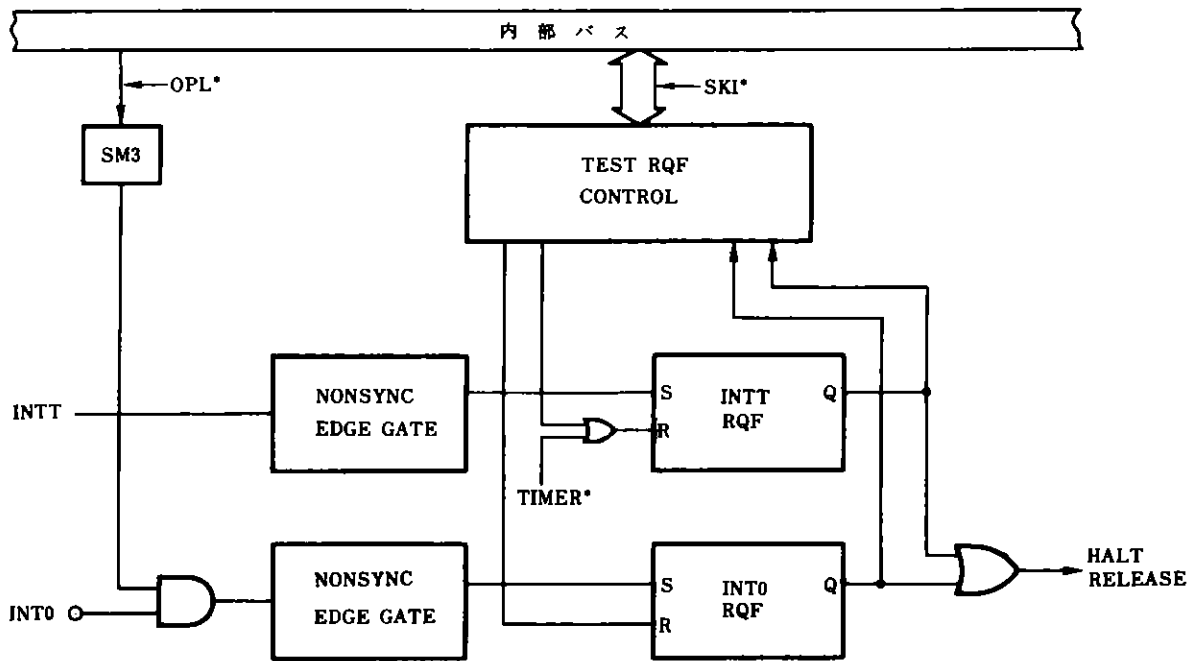 内部バス
OPL*
SKI*
SM3
TEST RQF
CONTROL
INTT
NONSYNC
EDGE GATE
S
INTT
RQF
Q
R
TIMER*
INT0
NONSYNC
EDGE GATE
S
INT0
RQF
Q
R
HALT
RELEASE